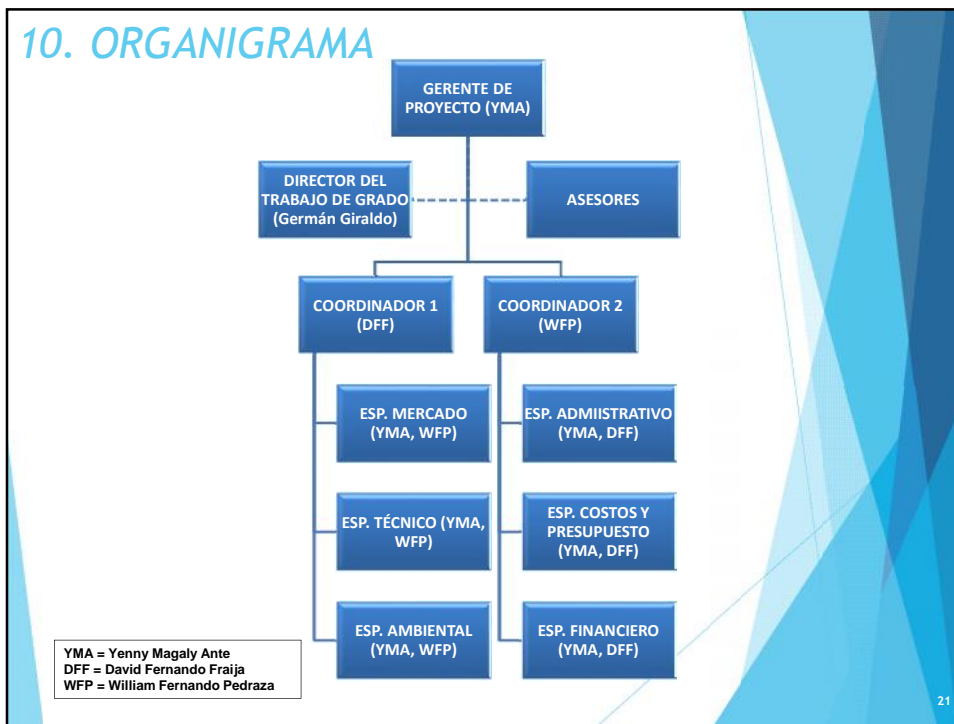 10. ORGANIGRAMA
GERENTE DE
PROYECTO (YMA)
DIRECTOR DEL
TRABAJO DE GRADO
(Germán Giraldo)
ASESORES
COORDINADOR 1
(DFF)
COORDINADOR 2
(WFP)
ESP. MERCADO
(YMA, WFP)
ESP. ADMIISTRATIVO
(YMA, DFF)
ESP. TÉCNICO (YMA,
WFP)
ESP. COSTOS Y
PRESUPUESTO
(YMA, DFF)
ESP. AMBIENTAL
(YMA, WFP)
ESP. FINANCIERO
(YMA, DFF)
YMA = Yenny Magaly Ante
DFF = David Fernando Fraija
WFP = William Fernando Pedraza
21